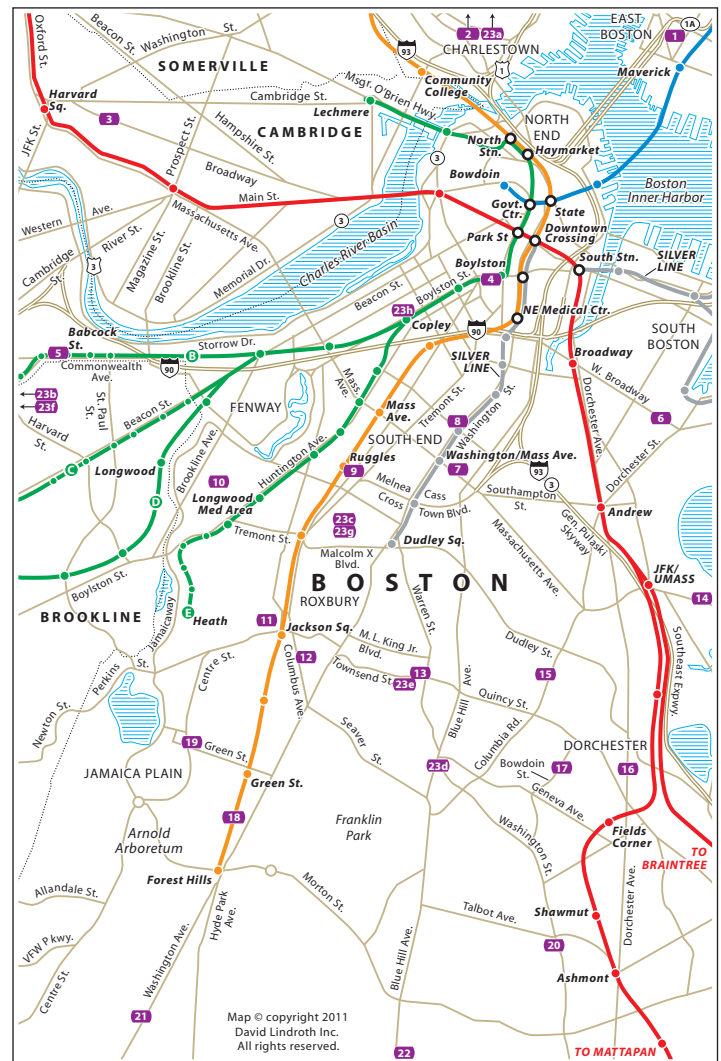 Oxford St.
Beacon St.
Washington St.
SOMERVILLE
93
2
23a
CHARLESTOWN
1
EAST
BOSTON
1A
1
Maverick
Community
College
Harvard
Sq.
3
Cambridge St.
Msgr. O'Brien Hwy.
Lechmere
CAMBRIDGE
Hampshire St.
Prospect St.
JFK St.
Broadway
Main St.
NORTH
END
North
Stn.
Haymarket
3
Bowdoin
Boston
Inner Harbor
Govt.
Ctr.
State
Western Ave.
River St.
Magazine St.
Brookline St.
Massachusetts Ave.
Memorial Dr.
3
Charles River Basin
Cambridge
St.
3
Park St
Downtown
Crossing
South Stn.
SILVER
LINE
Boylston
4
Beacon St.
Boylston St.
23h
Copley
90
NE Medical Ctr.
SOUTH
BOSTON
Babcock
St.
5
B
Storrow Dr.
90
Commonwealth
Ave.
23b
23f
Harvard
St.
St. Paul
St.
Beacon St.
FENWAY
Mass
Ave.
SILVER
LINE
Broadway
W. Broadway
Dorchester Ave.
6
Dorchester St.
Tremont St.
Washington St.
Mass
Ave.
8
SOUTH END
Washington/Mass Ave.
7
93
3
C
Longwood
D
Brookline Ave.
10
Huntington Ave.
Ruggles
9
Longwood
Med Area
Melnea
Cass
Cross
Town Blvd.
Southampton
St.
Andrew
23c
23g
Tremont St.
Malcolm X
Blvd.
Dudley Sq.
Massachusetts Ave.
Gen. Pulaski
Skyway
JFK/
UMASS
14
Boylston St.
BROOKLINE
Jamaicaway
E
Heath
BOSTON
ROXBURY
11
Jackson Sq.
Warren St.
M.L. King Jr.
Blvd.
Dudley St.
Southeast Expwy.
12
13
Townsend St.
23e
15
Perkins St.
Newton St.
Centre St.
Columbus Ave.
Blue Hill Ave.
Quincy St.
Columbia Rd.
Seaver
St.
19
Green St.
DORCHESTER
JAMAICA PLAIN
Green St.
23d
Bowdoin
St.
17
16
Geneva Ave.
18
Franklin
Park
Arnold
Arboretum
Washington St.
Fields
Corner
TO
BRAINTREE
Forest Hills
Allandale St.
Morton St.
Hyde Park
Ave.
Talbot Ave.
Shawmut
Dorchester Ave.
20
VFW Pkwy.
Centre St.
Washington Ave.
Blue Hill Ave.
Ashmont
21
Map © copyright 2011
David Lindroth Inc.
All rights reserved.
22
TO MATTAPAN